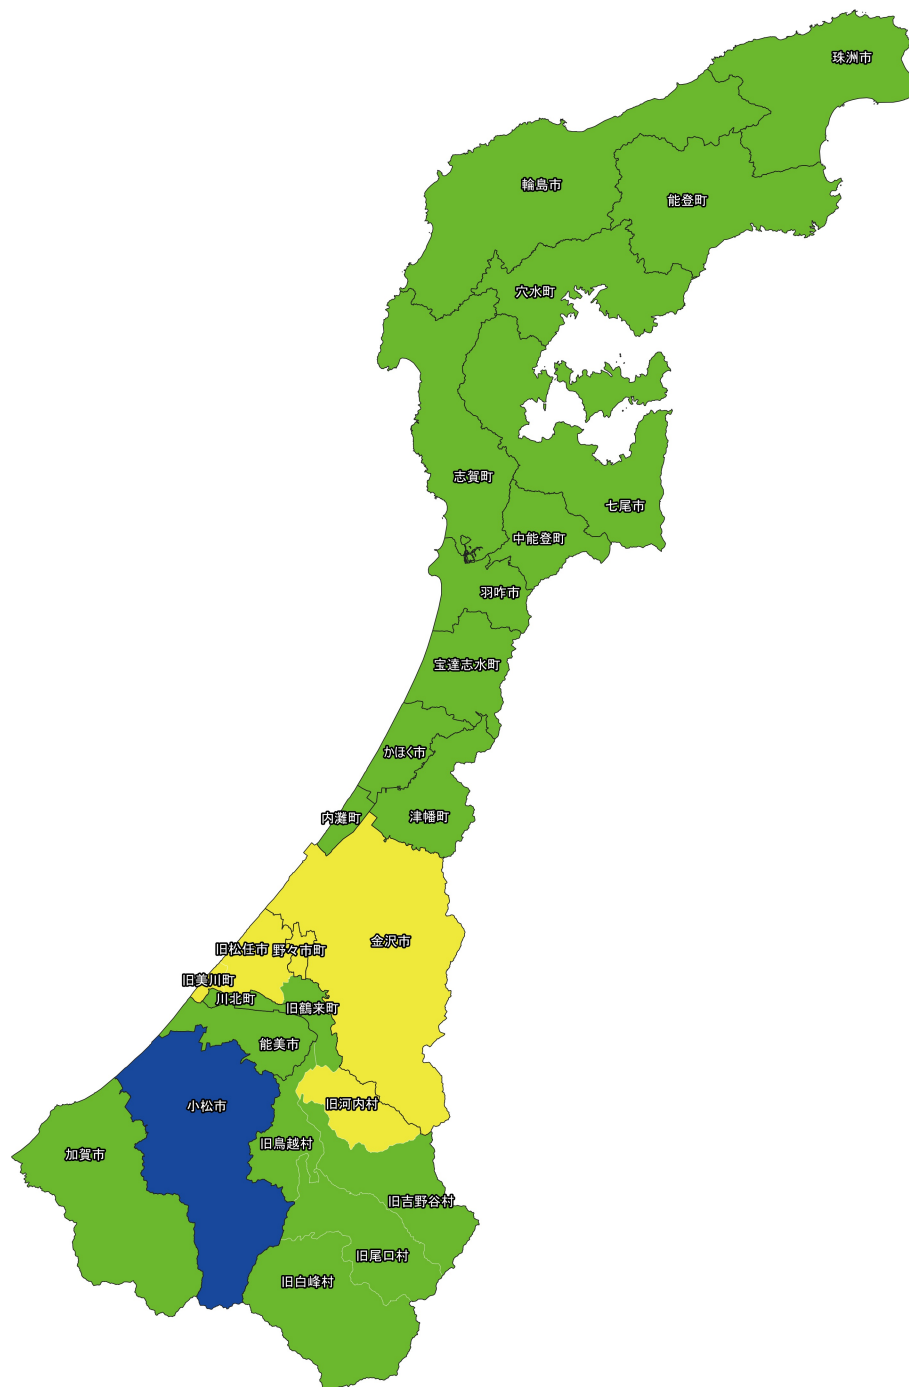 珠洲市
輪島市
能登町
穴水町
志賀町
七尾市
中能登町
羽咋市
宝達志水町
かほく市
内灘町
津幡町
金沢市
旧松任市
野々市町
旧美川町
川北町
旧鶴来町
能美市
小松市
旧河内村
旧鳥越村
加賀市
旧吉野谷村
旧尾口村
旧白峰村